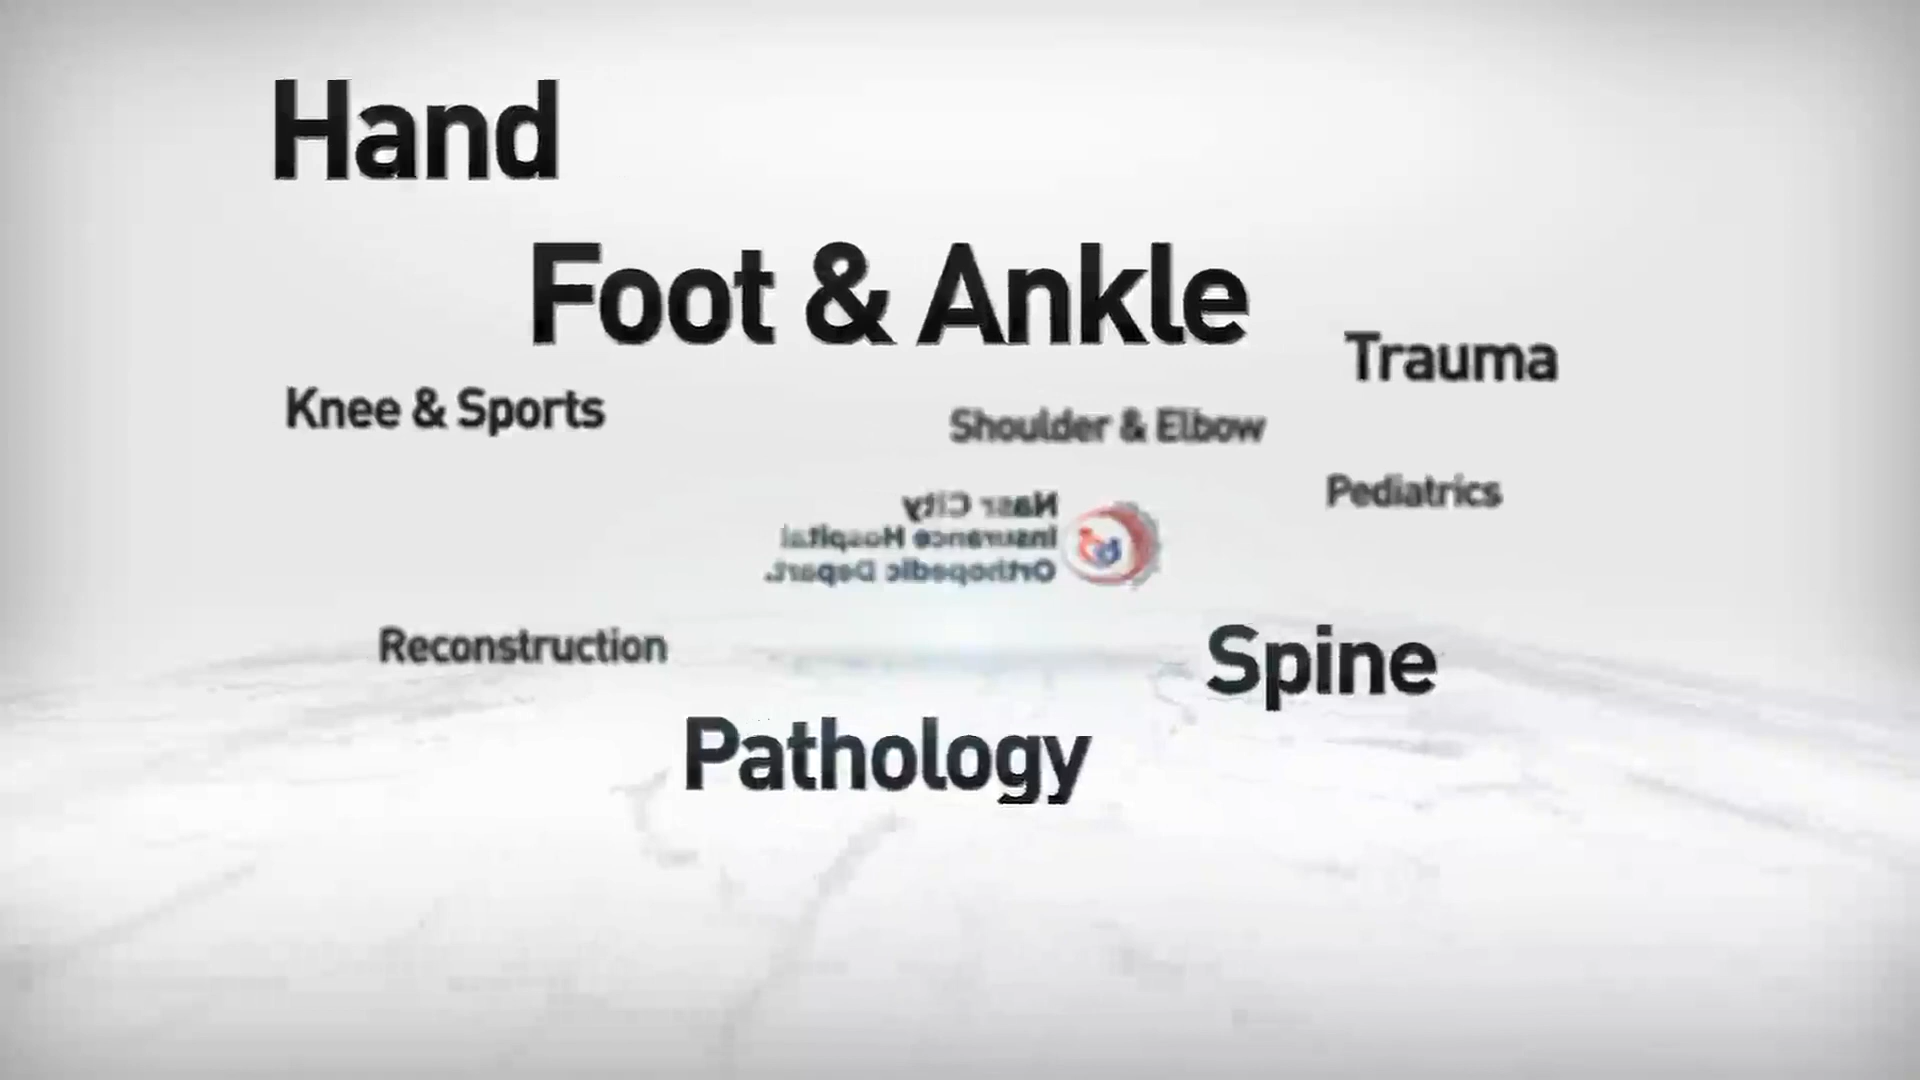 Hand
Foot & Ankle
Trauma
Knee & Sports
Shoulder & Elbow
Pediatrics
Nasr City
Insurance Hospital
Orthopedic Depart.
Reconstruction
Spine
Pathology